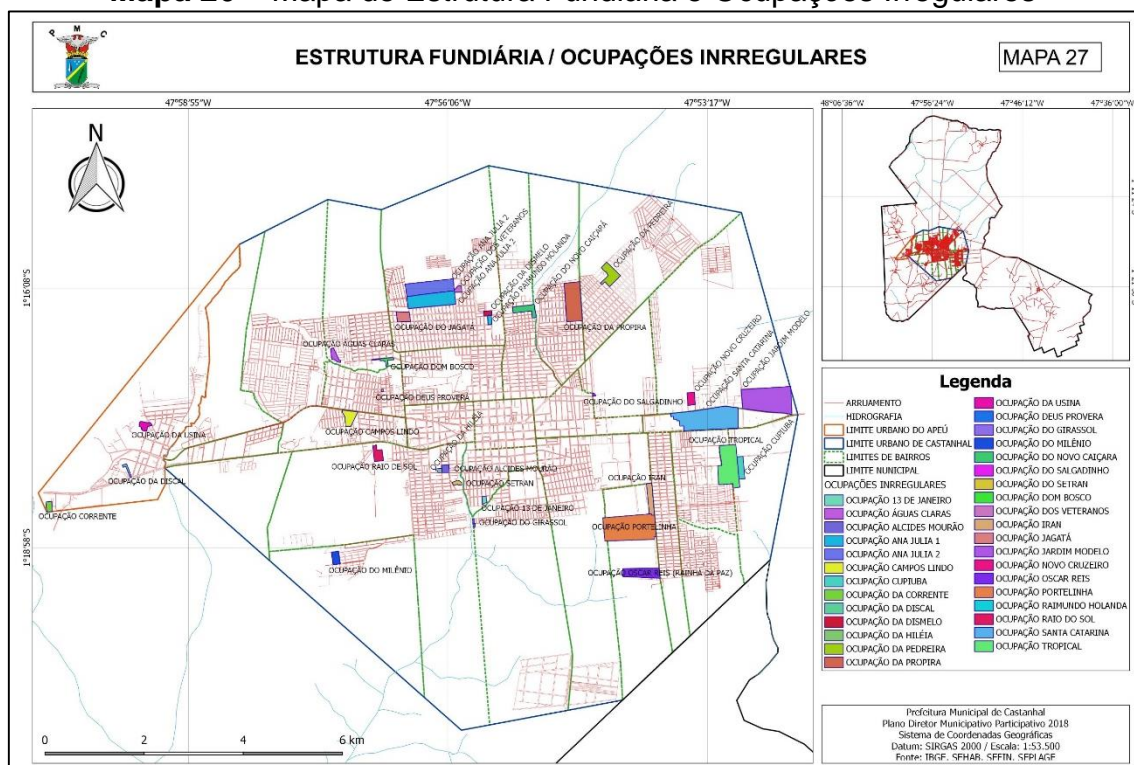 Mapa 26 – Mapa de Estrutura Fundiária e Ocupações Irregulares
P M C
ESTRUTURA FUNDIÁRIA / OCUPAÇÕES INRREGULARES
MAPA 27
47°58'55"W
47°56'06"W
47°53'17"W
48°06'36"W
47°56'24"W
47°46'12"W
47°36'00"W
N
1°16'08"S
1°18'58"S
OCUPAÇÃO ANA JULIA 2
OCUPAÇÃO DOS VETERANOS
OCUPAÇÃO ANA JULIA 2
OCUPAÇÃO DA DISMELO
OCUPAÇÃO RAIMUNDO HOLANDA
OCUPAÇÃO DO NOVO CAIÇARÁ
OCUPAÇÃO DA PEDREIRA
OCUPAÇÃO DO JAGATÁ
OCUPAÇÃO DA PROPIRA
OCUPAÇÃO ÁGUAS CLARAS
OCUPAÇÃO DOM BOSCO
OCUPAÇÃO NOVO CRUZEIRO
OCUPAÇÃO SANTA CATARINA
OCUPAÇÃO JARDIM MODELO
OCUPAÇÃO DEUS PROVERÁ
OCUPAÇÃO DO SALGADINHO
OCUPAÇÃO CAMPOS LINDO
OCUPAÇÃO DA USINA
OCUPAÇÃO DA HILÉIA
OCUPAÇÃO TROPICAL
OCUPAÇÃO CUPIUBA
OCUPAÇÃO RAIO DE SOL
OCUPAÇÃO ALCIDES MOURÃO
OCUPAÇÃO DA DISCAL
OCUPAÇÃO SETRAN
OCUPAÇÃO IRAN
OCUPAÇÃO CORRENTE
OCUPAÇÃO 13 DE JANEIRO
OCUPAÇÃO DO GIRASSOL
OCUPAÇÃO PORTELINHA
OCUPAÇÃO DO MILÊNIO
OCUPAÇÃO OSCAR REIS (RAINHA DA PAZ)
0 2 4 6 km
Legenda
ARRUAMENTO
HIDROGRAFIA
LIMITE URBANO DO APEÚ
LIMITE URBANO DE CASTANHAL
LIMITES DE BAIRROS
LIMITE MUNICIPAL
OCUPAÇÕES INRREGULARES
OCUPAÇÃO 13 DE JANEIRO
OCUPAÇÃO ÁGUAS CLARAS
OCUPAÇÃO ALCIDES MOURÃO
OCUPAÇÃO ANA JULIA 1
OCUPAÇÃO ANA JULIA 2
OCUPAÇÃO CAMPOS LINDO
OCUPAÇÃO CUPIUBA
OCUPAÇÃO DA CORRENTE
OCUPAÇÃO DA DISCAL
OCUPAÇÃO DA DISMELO
OCUPAÇÃO DA HILÉIA
OCUPAÇÃO DA PEDREIRA
OCUPAÇÃO DA PROPIRA
OCUPAÇÃO DA USINA
OCUPAÇÃO DEUS PROVERA
OCUPAÇÃO DO GIRASSOL
OCUPAÇÃO DO MILÊNIO
OCUPAÇÃO DO NOVO CAIÇARA
OCUPAÇÃO DO SALGADINHO
OCUPAÇÃO DO SETRAN
OCUPAÇÃO DOM BOSCO
OCUPAÇÃO DOS VETERANOS
OCUPAÇÃO IRAN
OCUPAÇÃO JAGATÁ
OCUPAÇÃO JARDIM MODELO
OCUPAÇÃO NOVO CRUZEIRO
OCUPAÇÃO OSCAR REIS
OCUPAÇÃO PORTELINHA
OCUPAÇÃO RAIMUNDO HOLANDA
OCUPAÇÃO RAIO DO SOL
OCUPAÇÃO SANTA CATARINA
OCUPAÇÃO TROPICAL
Prefeitura Municipal de Castanhal
Plano Diretor Municipativo Participativo 2018
Sistema de Coordenadas Geográficas
Datum: SIRGAS 2000 / Escala: 1:53.500
Fonte: IBGE, SEHAB, SEFIN, SEPLAGE